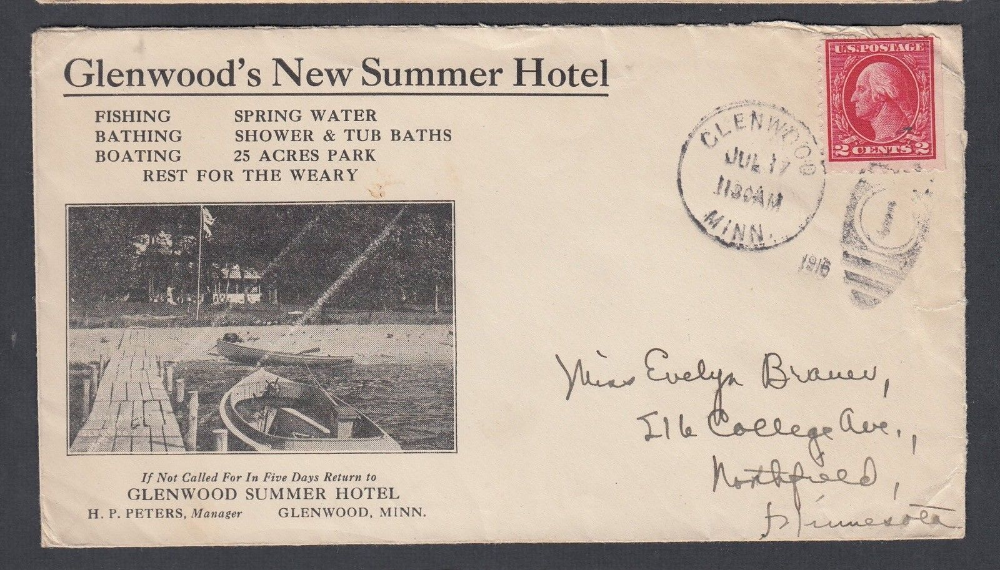 Glenwood's New Summer Hotel
FISHING SPRING WATER
BATHING SHOWER & TUB BATHS
BOATING 25 ACRES PARK
REST FOR THE WEARY
U.S. POSTAGE
2 CENTS 2
GLENWOOD
JUL 17
1130AM
MINN.
1916
1
Miss Evelyn Brauer,
516 College Ave.,
Northfield,
Minnesota
If Not Called For In Five Days Return to
GLENWOOD SUMMER HOTEL
H. P. PETERS, Manager GLENWOOD, MINN.